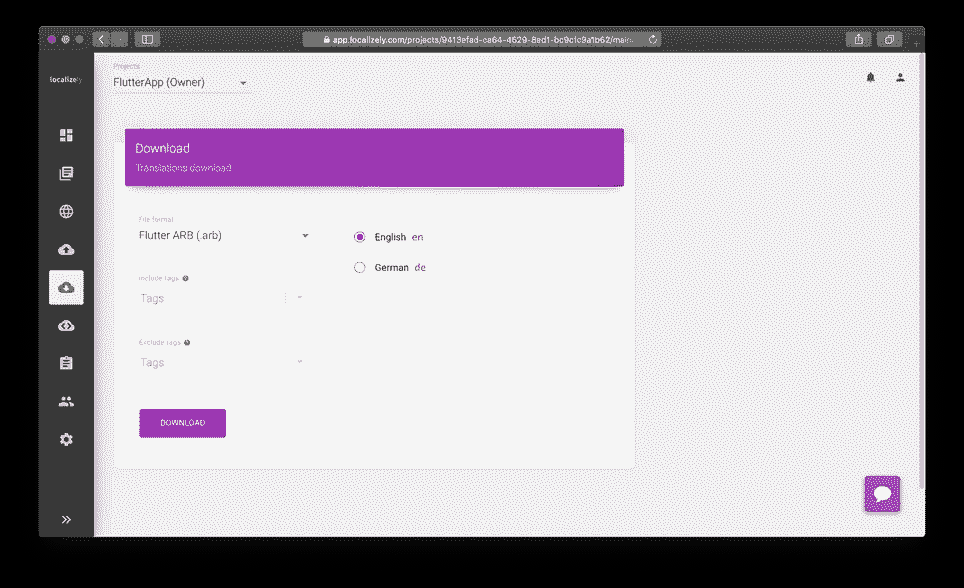 app.localizely.com/projects/9413efad-ca64-4629-8ed1-bc9c1c9a1b62/mai
localizely
Projects
FlutterApp (Owner)
Download
Translations download
File format
Flutter ARB (.arb)
English en
German de
Include tags
Tags
Exclude tags
Tags
DOWNLOAD